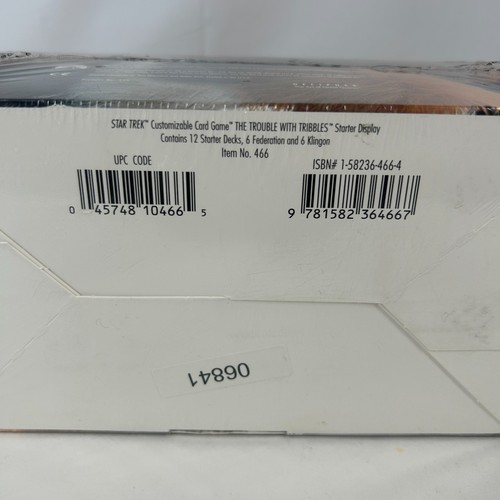 STAR TREK™ Customizable Card Game™ THE TROUBLE WITH TRIBBLES™ Starter Display
Contains 12 Starter Decks, 6 Federation and 6 Klingon
Item No. 466
UPC CODE
ISBN# 1-58236-466-4
0 45748 10466 5
9 781582 364667
06841